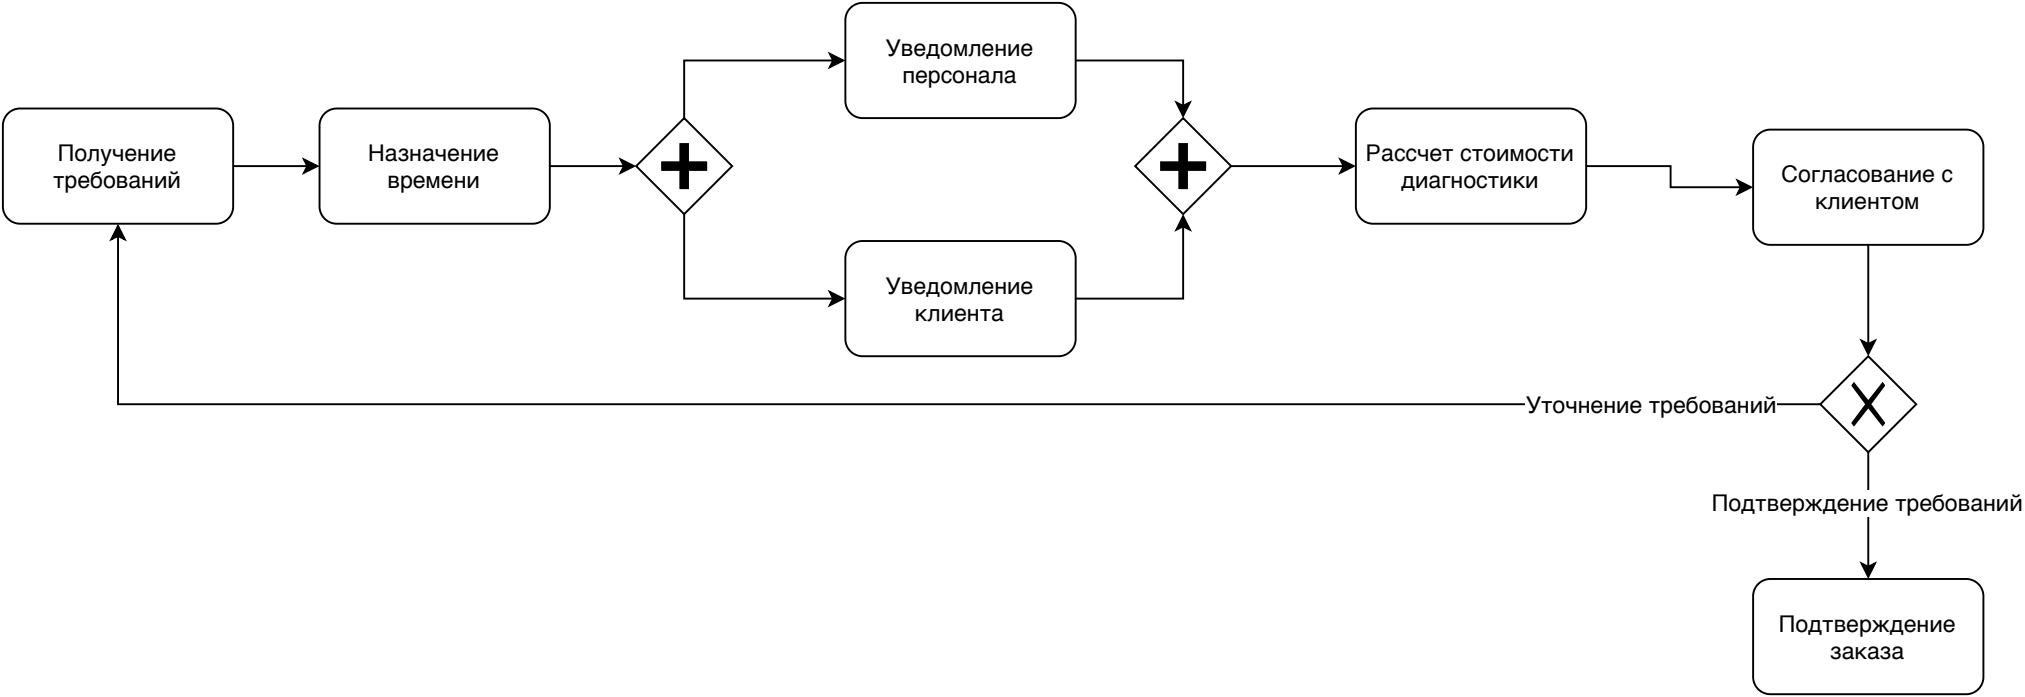 Получение
требований
Назначение
времени
Уведомление
персонала
Уведомление
клиента
Рассчет стоимости
диагностики
Согласование с
клиентом
Уточнение требований
Подтверждение требований
Подтверждение
заказа